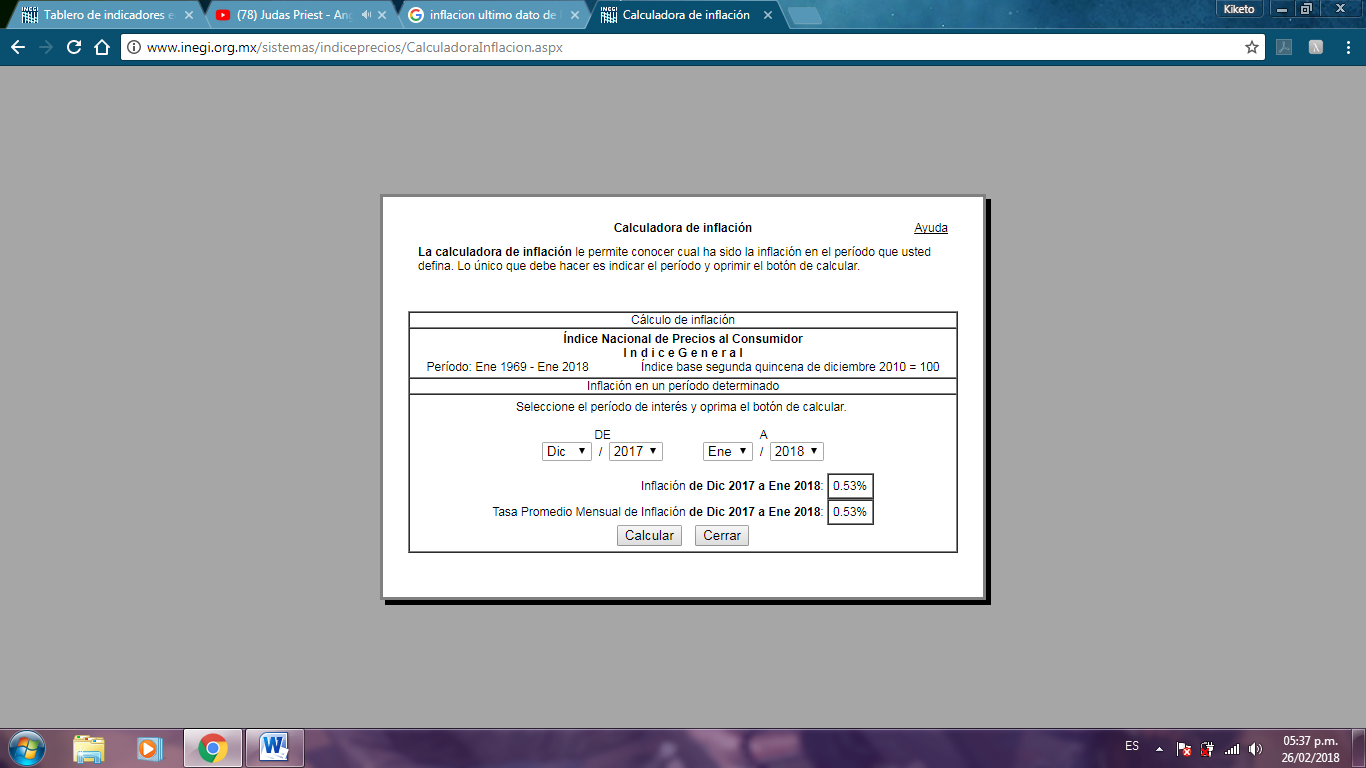 Tablero de indicadores e
(78) Judas Priest - An
inflacion ultimo dato de
Calculadora de inflación
Kiketo
www.inegi.org.mx/sistemas/indiceprecios/CalculadoraInflacion.aspx
Calculadora de inflación
Ayuda
La calculadora de inflación le permite conocer cual ha sido la inflación en el período que usted
defina. Lo único que debe hacer es indicar el período y oprimir el botón de calcular.
Cálculo de inflación
Índice Nacional de Precios al Consumidor
I n d i c e G e n e r a l
Período: Ene 1969 - Ene 2018 Índice base segunda quincena de diciembre 2010 = 100
Inflación en un período determinado
Seleccione el período de interés y oprima el botón de calcular.
DE A
Dic / 2017 Ene / 2018
Inflación de Dic 2017 a Ene 2018: 0.53%
Tasa Promedio Mensual de Inflación de Dic 2017 a Ene 2018: 0.53%
Calcular Cerrar
ES
05:37 p.m.
26/02/2018